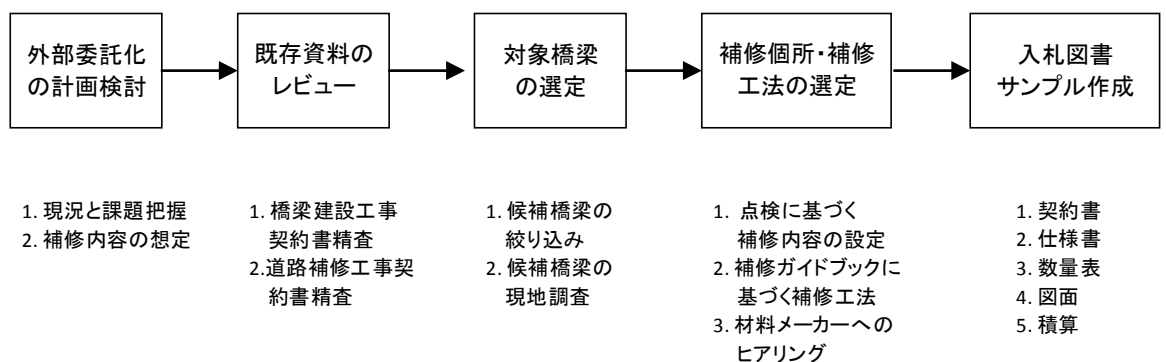 外部委託化
の計画検討
既存資料の
レビュー
対象橋梁
の選定
補修個所・補修
工法の選定
入札図書
サンプル作成
1. 現況と課題把握
2. 補修内容の想定
1. 橋梁建設工事
契約書精査
2.道路補修工事契
約書精査
1. 候補橋梁の
絞り込み
2. 候補橋梁の
現地調査
1. 点検に基づく
補修内容の設定
2. 補修ガイドブックに
基づく補修工法
3. 材料メーカーへの
ヒアリング
1. 契約書
2. 仕様書
3. 数量表
4. 図面
5. 積算